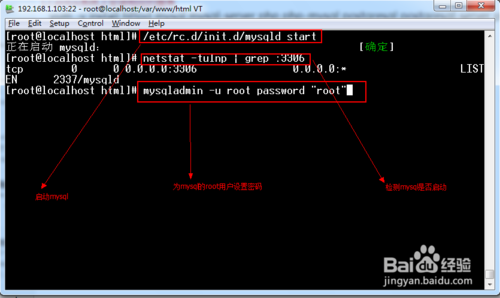 192.168.1.103:22 - root@localhost:/var/www/html VT
File Edit Setup Control Window Help
[root@localhost html]# /etc/rc.d/init.d/mysqld start
正在启动 mysqld： [确定]
[root@localhost html]# netstat -tulnp | grep :3306
tcp 0 0 0.0.0.0:3306 0.0.0.0:* LIST
EN 2337/mysqld
[root@localhost html]# mysqladmin -u root password "root"
启动mysql
为mysql的root用户设置密码
检测mysql是否启动
Baidu 经验
jingyan.baidu.com